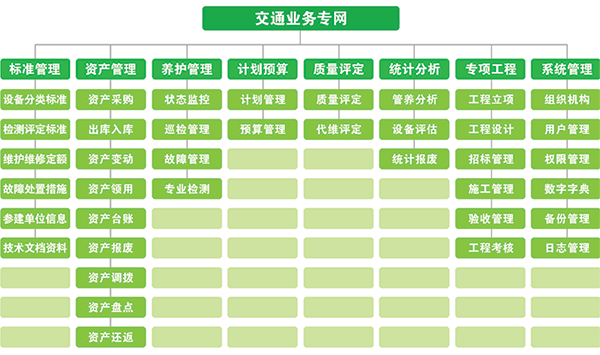 交通业务专网
标准管理
资产管理
养护管理
计划预算
质量评定
统计分析
专项工程
系统管理
设备分类标准
资产采购
状态监控
计划管理
质量评定
管养分析
工程立项
组织机构
检测评定标准
出库入库
巡检管理
预算管理
代维评定
设备评估
工程设计
用户管理
维护维修定额
资产变动
故障管理
统计报废
招标管理
权限管理
故障处置措施
资产领用
专业检测
施工管理
数字字典
参建单位信息
资产台账
验收管理
备份管理
技术文档资料
资产报废
工程考核
日志管理
资产调拨
资产盘点
资产还返